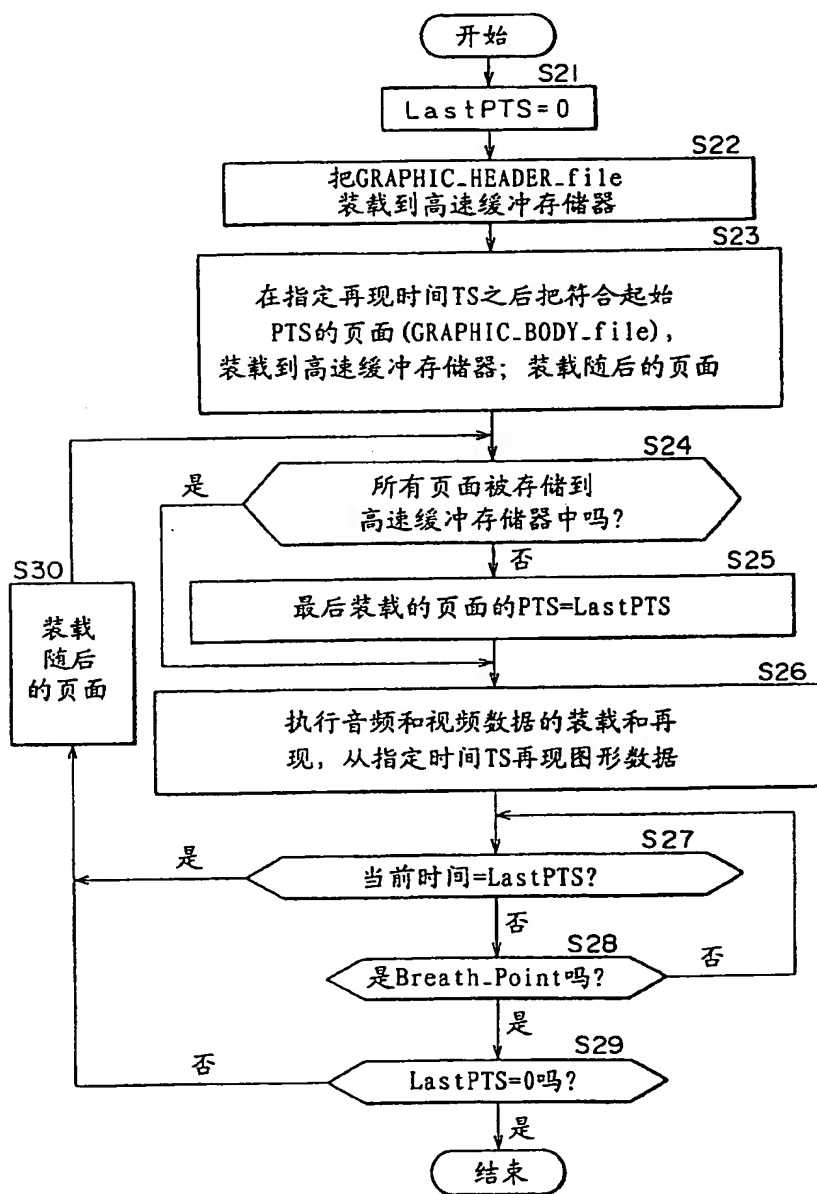 开始
S21
LastPTS=0
S22
把GRAPHIC_HEADER_file
装载到高速缓冲存储器
S23
在指定再现时间TS之后把符合起始
PTS的页面(GRAPHIC_BODY_file),
装载到高速缓冲存储器；装载随后的页面
S24
是
所有页面被存储到
高速缓冲存储器中吗?
否
S25
最后装载的页面的PTS=LastPTS
S30
装载
随后
的页面
S26
执行音频和视频数据的装载和再
现，从指定时间TS再现图形数据
S27
是
当前时间=LastPTS?
否
S28
是Breath_Point吗?
否
是
S29
否
LastPTS=0吗?
是
结束